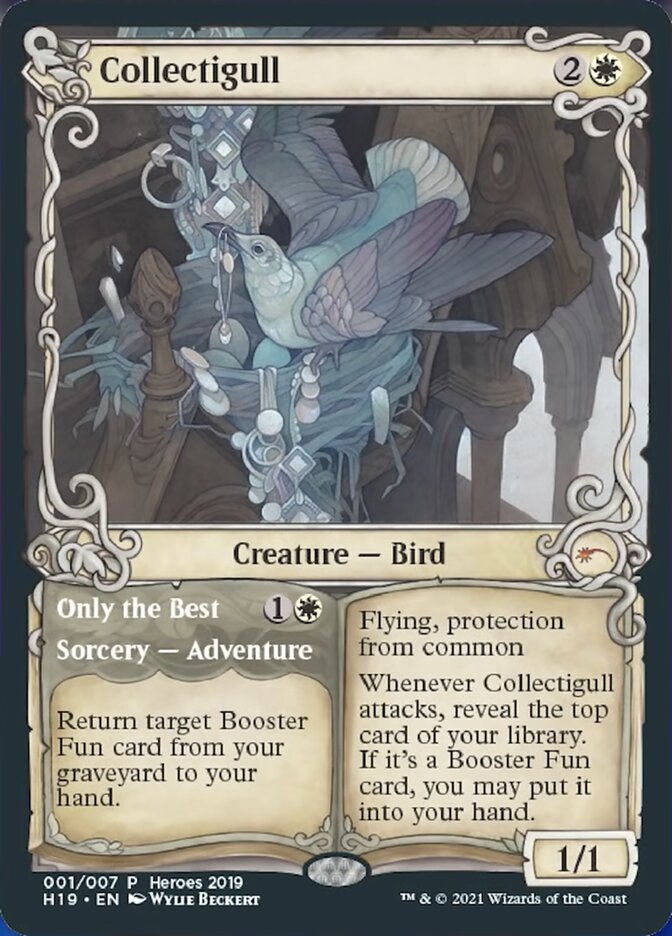 Collectigull 2
Creature — Bird
Only the Best 1
Sorcery — Adventure
Return target Booster
Fun card from your
graveyard to your
hand.
Flying, protection
from common
Whenever Collectigull
attacks, reveal the top
card of your library.
If it's a Booster Fun
card, you may put it
into your hand.
1/1
001/007 P Heroes 2019
H19 • EN Wylie Beckert
™ & © 2021 Wizards of the Coast